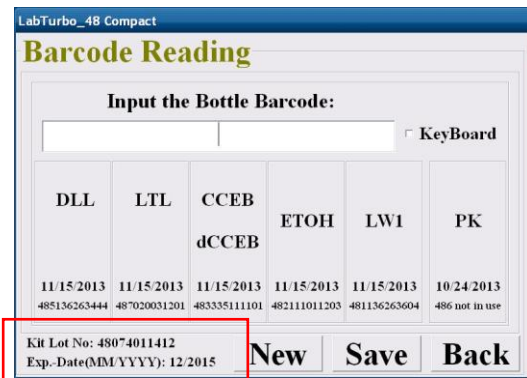 LabTurbo_48 Compact
Barcode Reading
Input the Bottle Barcode:
KeyBoard
DLL LTL CCEB dCCEB ETOH LW1 PK
11/15/2013 11/15/2013 11/15/2013 11/15/2013 11/15/2013 10/24/2013
485136263444 487020031201 483335111101 482111011203 481136263604 486 not in use
Kit Lot No: 48074011412
Exp.-Date(MM/YYYY): 12/2015
New Save Back